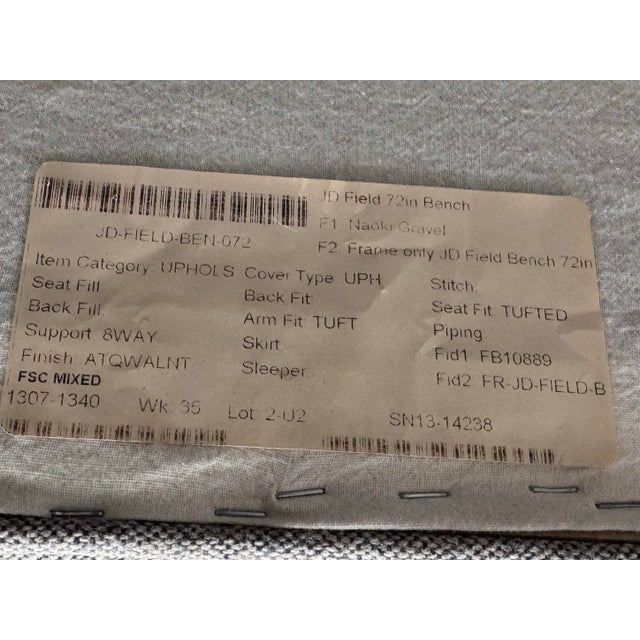 JD Field 72in Bench
JD-FIELD-BEN-072
F1 Naoki Gravel
F2 Frame only JD Field Bench 72in
Item Category UPHOLS Cover Type UPH Stitch
Seat Fill Back Fit Seat Fit TUFTED
Back Fill Arm Fit TUFT Piping
Support 8WAY Skirt Fid1 FB10889
Finish ATQWALNT Sleeper Fid2 FR-JD-FIELD-B
FSC MIXED
1307-1340 Wk 35 Lot 2-U2 SN13-14238